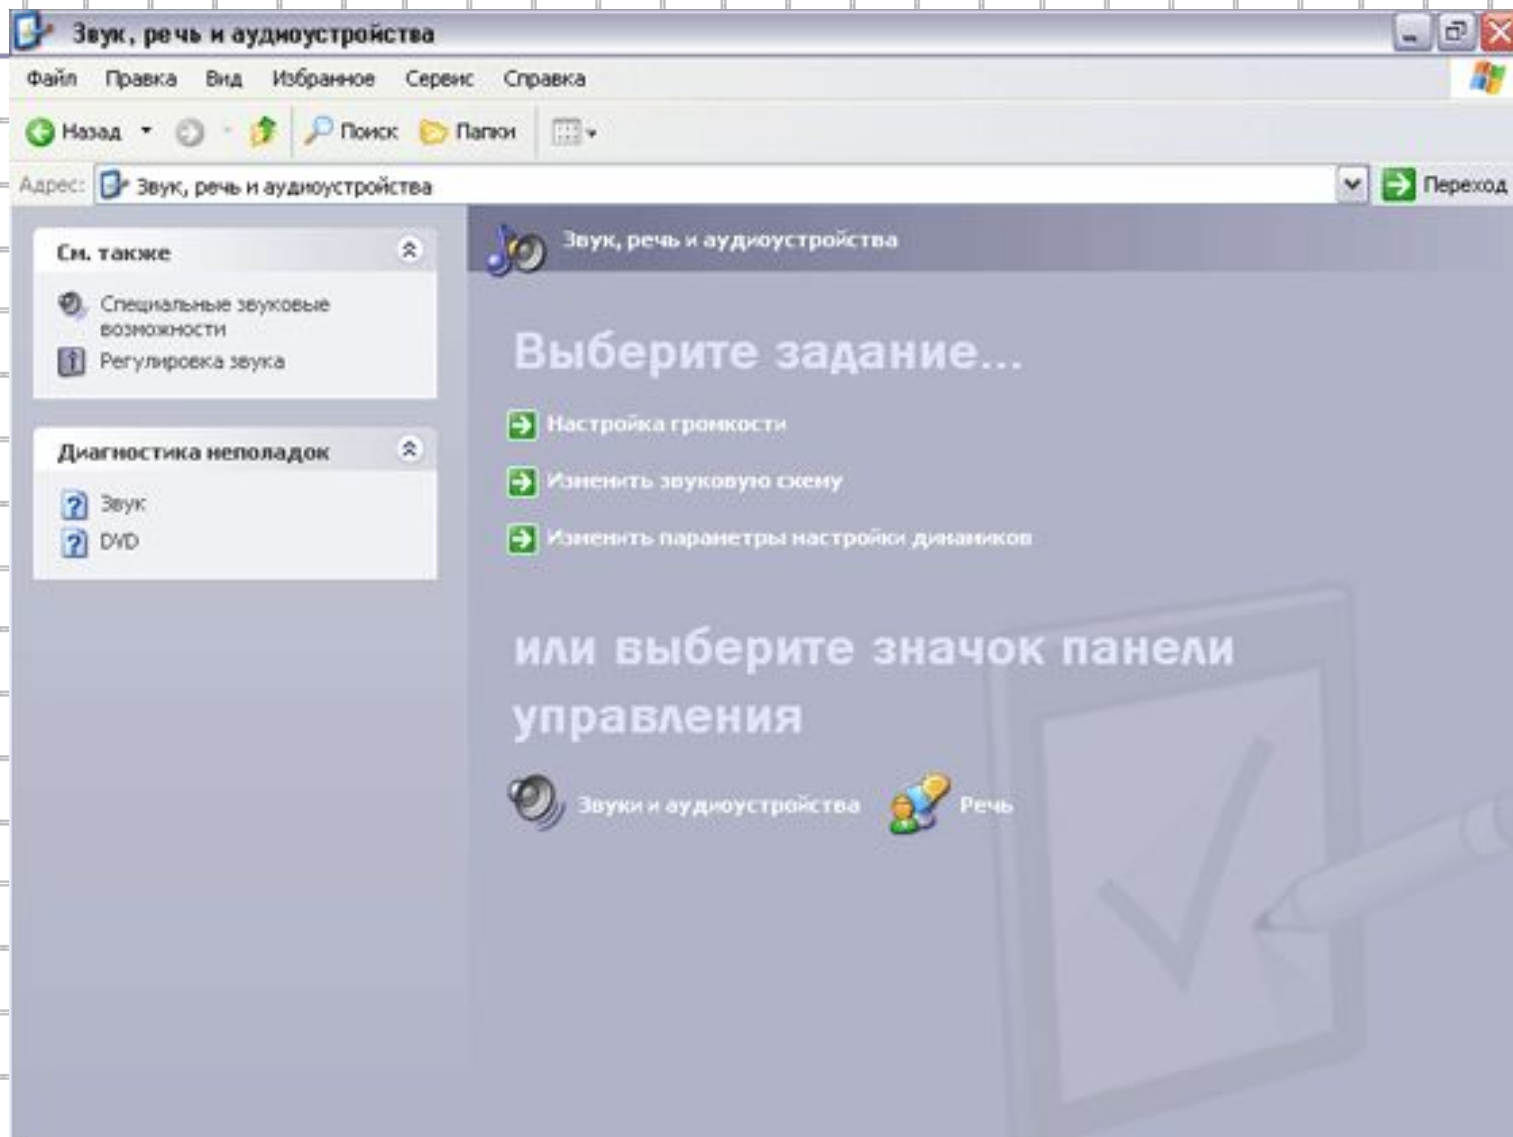 Звук, речь и аудиоустройства
Файл Правка Вид Избранное Сервис Справка
Назад Поиск Папки
Адрес: Звук, речь и аудиоустройства Переход
См. также
Специальные звуковые
возможности
Регулировка звука
Диагностика неполадок
Звук
DVD
Звук, речь и аудиоустройства
Выберите задание...
Настройка громкости
Изменить звуковую схему
Изменить параметры настройки динамиков
или выберите значок панели
управления
Звуки и аудиоустройства Речь